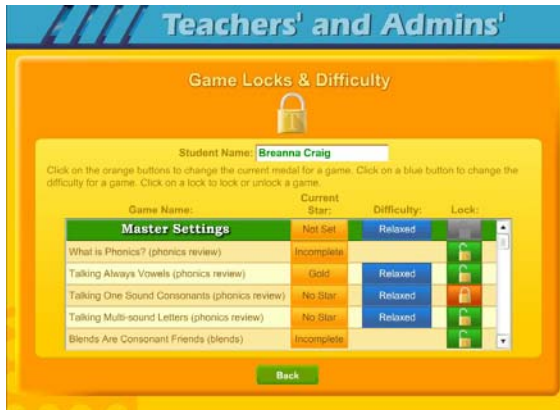 Teachers' and Admins'
Game Locks & Difficulty
Student Name: Breanna Craig
Click on the orange buttons to change the current medal for a game. Click on a blue button to change the
difficulty for a game. Click on a lock to lock or unlock a game.
Game Name: Current Star: Difficulty: Lock:
Master Settings Not Set Relaxed
What is Phonics? (phonics review) Incomplete
Talking Always Vowels (phonics review) Gold Relaxed
Talking One Sound Consonants (phonics review) No Star Relaxed
Talking Multi-sound Letters (phonics review) No Star Relaxed
Blends Are Consonant Friends (blends) Incomplete
Back